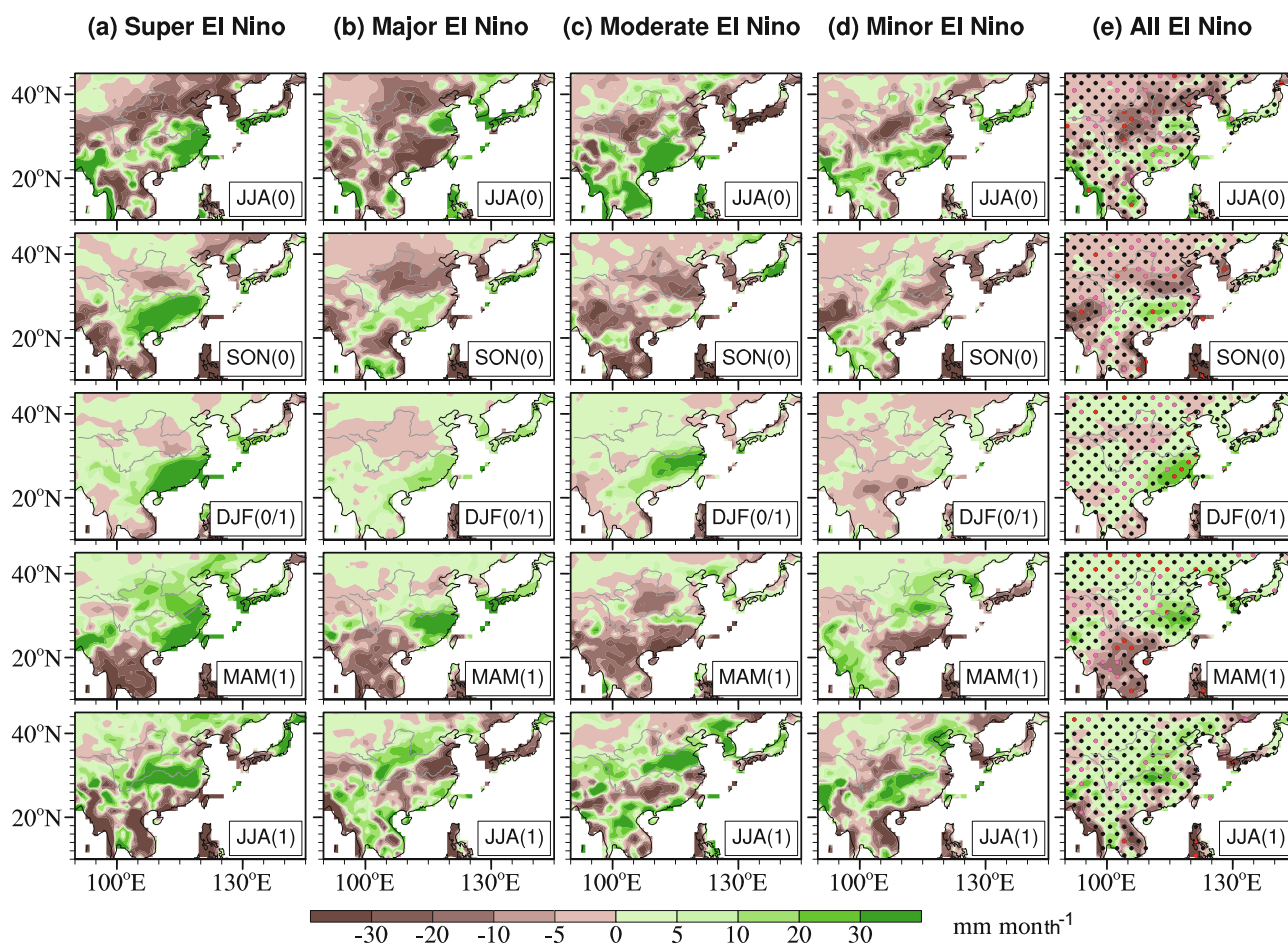 (a) Super El Nino (b) Major El Nino (c) Moderate El Nino (d) Minor El Nino (e) All El Nino
40°N
20°N
JJA(0) JJA(0) JJA(0) JJA(0) JJA(0)
40°N
20°N
SON(0) SON(0) SON(0) SON(0) SON(0)
40°N
20°N
DJF(0/1) DJF(0/1) DJF(0/1) DJF(0/1) DJF(0/1)
40°N
20°N
MAM(1) MAM(1) MAM(1) MAM(1) MAM(1)
40°N
20°N
JJA(1) JJA(1) JJA(1) JJA(1) JJA(1)
100°E 130°E 100°E 130°E 100°E 130°E 100°E 130°E 100°E 130°E
-30 -20 -10 -5 0 5 10 20 30 mm month⁻¹